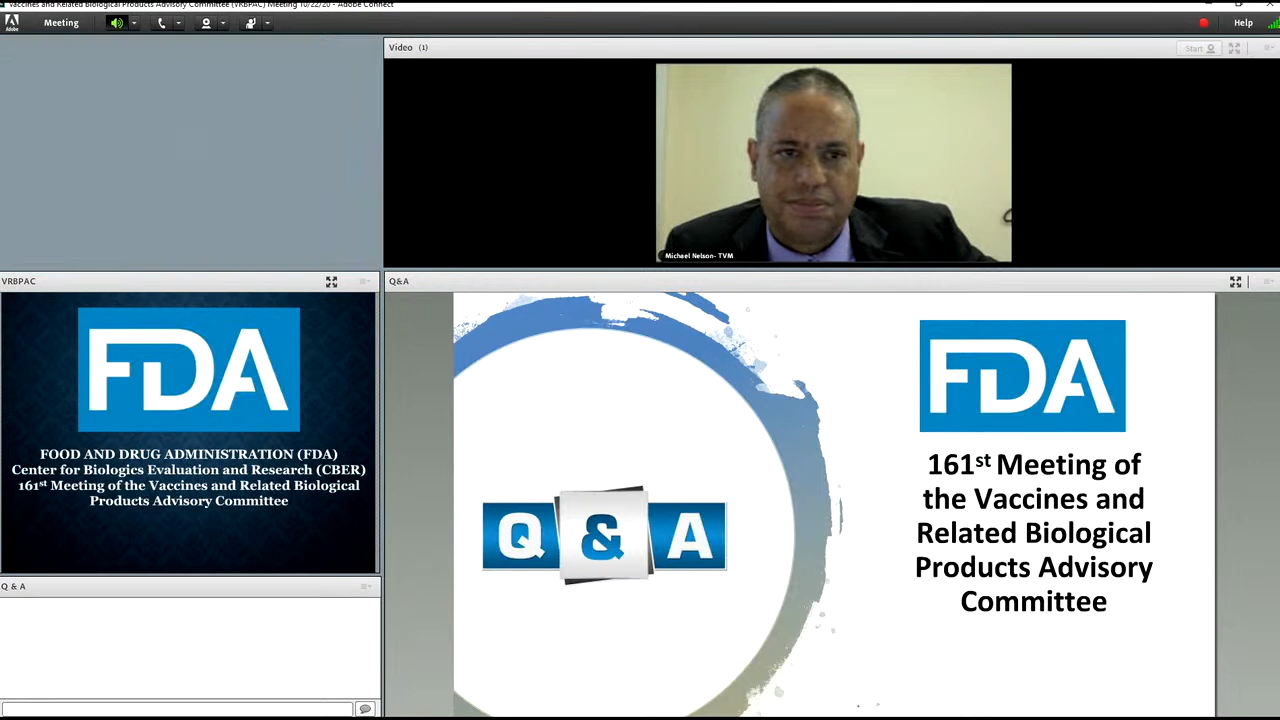 Vaccines and Related Biological Products Advisory Committee (VRBPAC) Meeting 10/22/20 - Adobe Connect
Adobe
Meeting
Help
Video (1)
Start
Michael Nelson- TVM
VRBPAC
FDA
FOOD AND DRUG ADMINISTRATION (FDA)
Center for Biologics Evaluation and Research (CBER)
161st Meeting of the Vaccines and Related Biological
Products Advisory Committee
Q & A
Q&A
Q & A
FDA
161st Meeting of
the Vaccines and
Related Biological
Products Advisory
Committee